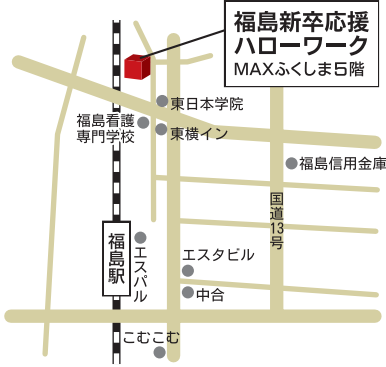 福島新卒応援
ハローワーク
MAXふくしま5階
東日本学院
福島看護
専門学校
東横イン
福島信用金庫
国道13号
福島駅
エスパル
エスタビル
中合
こむこむ